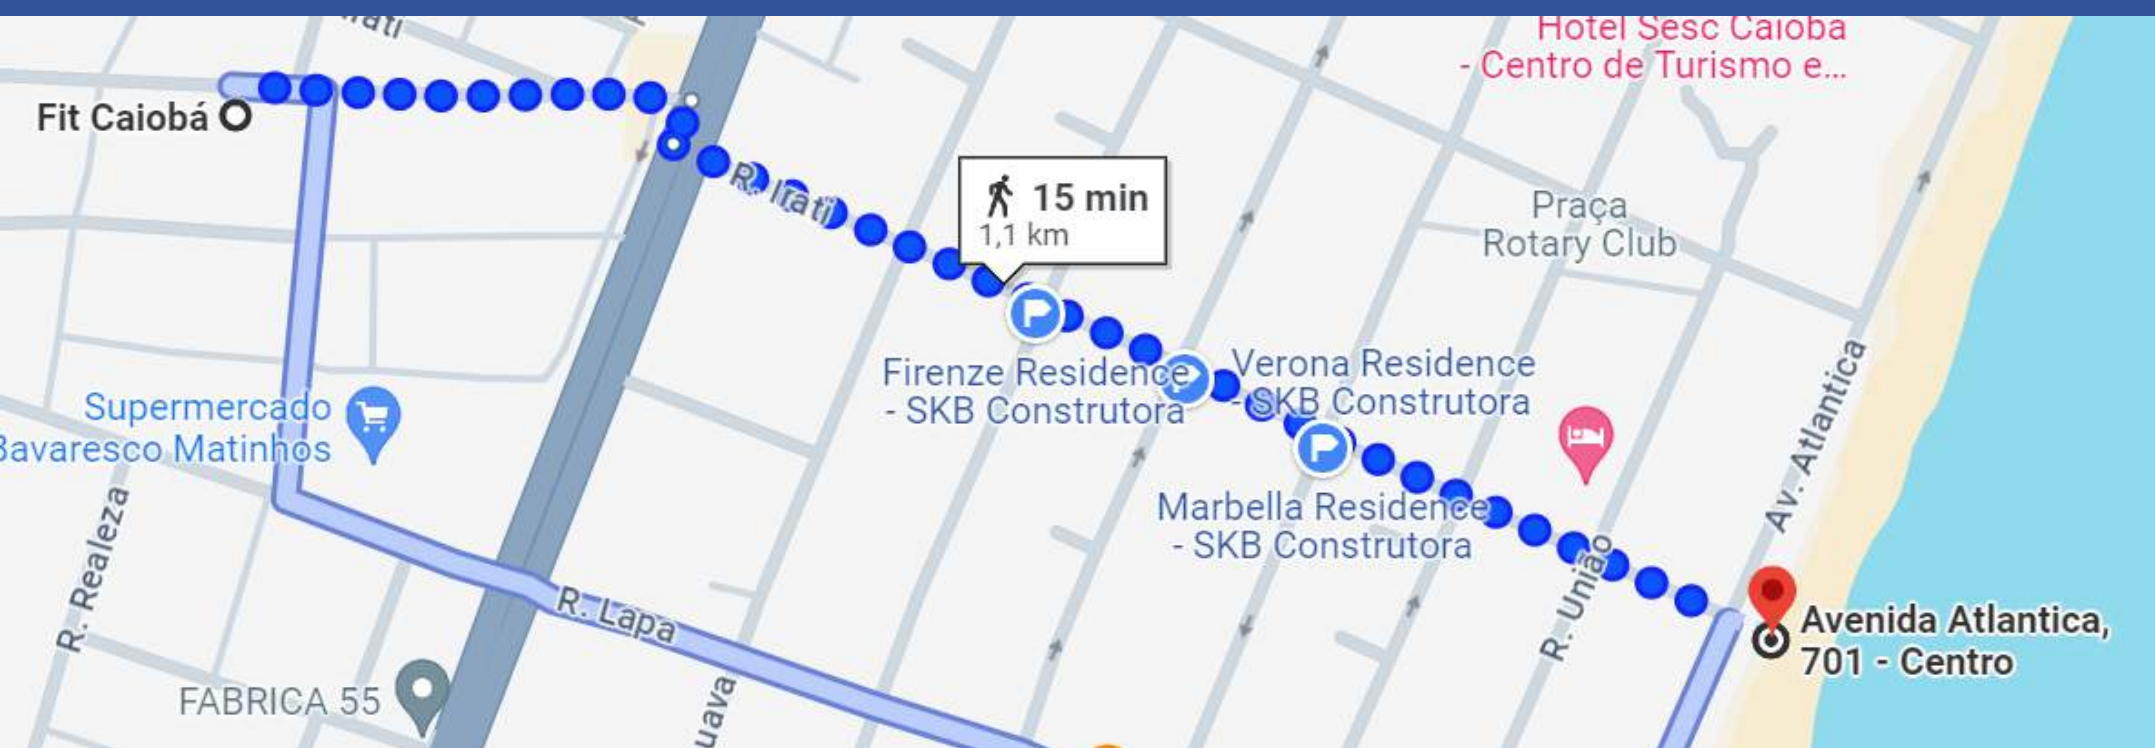 Irati
Hotel Sesc Caioba
- Centro de Turismo e...
Fit Caiobá
R. Irati
15 min
1,1 km
Praça
Rotary Club
Firenze Residence
- SKB Construtora
Verona Residence
- SKB Construtora
Supermercado
Bavaresco Matinhos
Av. Atlantica
Marbella Residence
- SKB Construtora
R. Realeza
R. Lapa
R. União
Avenida Atlantica,
701 - Centro
FABRICA 55
uava